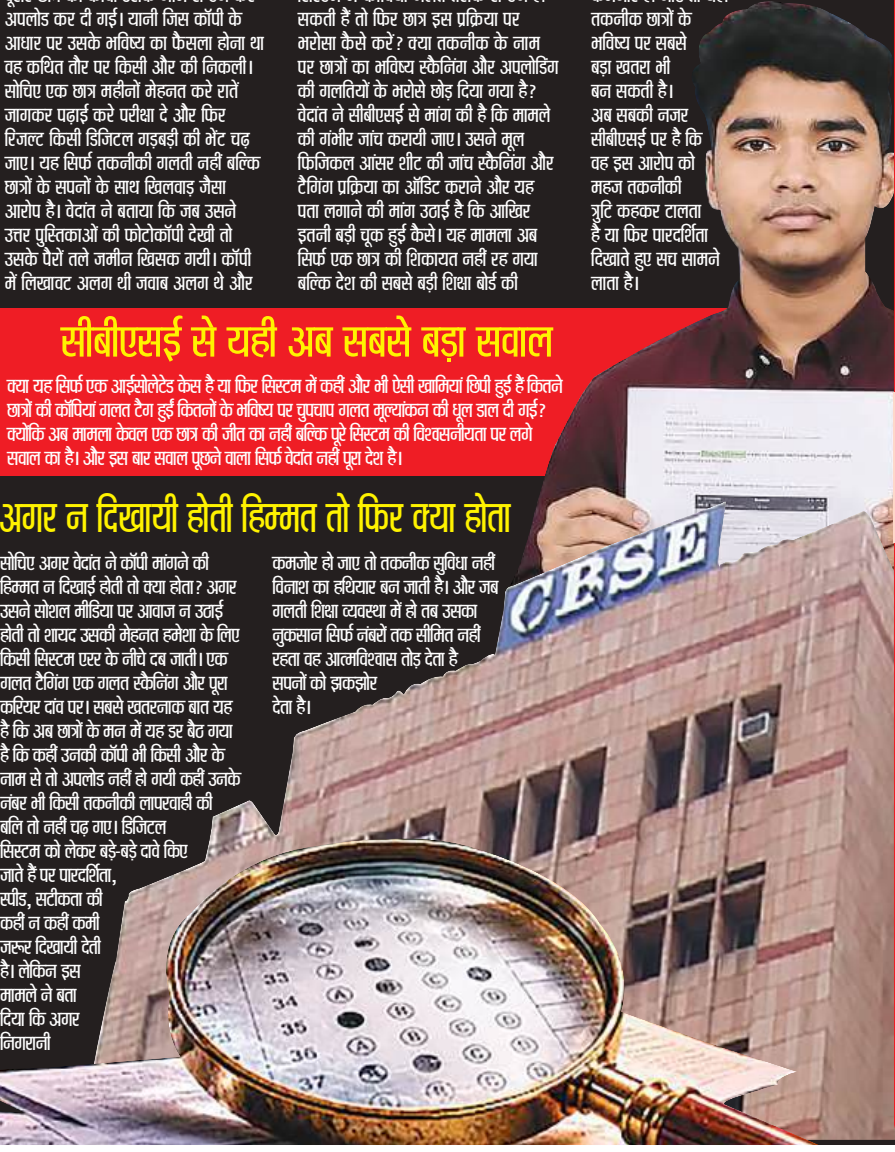 अपलोड कर दी गई। यानी जिस कॉपी के
आधार पर उसके भविष्य का फैसला होना था
वह कथित तौर पर किसी और की निकली।
सोचिए एक छात्र महीनों मेहनत करे रातें
जागकर पढ़ाई करे परीक्षा दे और फिर
रिजल्ट किसी डिजिटल गड़बड़ी की भेंट चढ़
जाए। यह सिर्फ तकनीकी गलती नहीं बल्कि
छात्रों के सपनों के साथ खिलवाड़ जैसा
आरोप है। वेदांत ने बताया कि जब उसने
उत्तर पुस्तिकाओं की फोटोकॉपी देखी तो
उसके पैरों तले जमीन खिसक गयी। कॉपी
में लिखावट अलग थी जवाब अलग थे और
सकती हैं तो फिर छात्र इस प्रक्रिया पर
भरोसा कैसे करें? क्या तकनीक के नाम
पर छात्रों का भविष्य स्कैनिंग और अपलोडिंग
की गलतियों के भरोसे छोड़ दिया गया है?
वेदांत ने सीबीएसई से मांग की है कि मामले
की गंभीर जांच करायी जाए। उसने मूल
फिजिकल आंसर शीट की जांच स्कैनिंग और
टैगिंग प्रक्रिया का ऑडिट कराने और यह
पता लगाने की मांग उठाई है कि आखिर
इतनी बड़ी चूक हुई कैसे। यह मामला अब
सिर्फ एक छात्र की शिकायत नहीं रह गया
बल्कि देश की सबसे बड़ी शिक्षा बोर्ड की
तकनीक छात्रों के
भविष्य पर सबसे
बड़ा खतरा भी
बन सकती है।
अब सबकी नजर
सीबीएसई पर है कि
वह इस आरोप को
महज तकनीकी
त्रुटि कहकर टालता
है या फिर पारदर्शिता
दिखाते हुए सच सामने
लाता है।
सीबीएसई से यही अब सबसे बड़ा सवाल
क्या यह सिर्फ एक आईसोलेटेड केस है या फिर सिस्टम में कहीं और भी ऐसी खामियां छिपी हुई हैं कितने
छात्रों की कॉपियां गलत टैग हुईं कितनों के भविष्य पर चुपचाप गलत मूल्यांकन की धूल डाल दी गई?
क्योंकि अब मामला केवल एक छात्र की जीत का नहीं बल्कि पूरे सिस्टम की विश्वसनीयता पर लगे
सवाल का है। और इस बार सवाल पूछने वाला सिर्फ वेदांत नहीं पूरा देश है।
अगर न दिखायी होती हिम्मत तो फिर क्या होता
सोचिए अगर वेदांत ने कॉपी मांगने की
हिम्मत न दिखाई होती तो क्या होता? अगर
उसने सोशल मीडिया पर आवाज न उठाई
होती तो शायद उसकी मेहनत हमेशा के लिए
किसी सिस्टम एरर के नीचे दब जाती। एक
गलत टैगिंग एक गलत स्कैनिंग और पूरा
करियर दांव पर। सबसे खतरनाक बात यह
है कि अब छात्रों के मन में यह डर बैठ गया
है कि कहीं उनकी कॉपी भी किसी और के
नाम से तो अपलोड नहीं हो गयी कहीं उनके
नंबर भी किसी तकनीकी लापरवाही की
बलि तो नहीं चढ़ गए। डिजिटल
सिस्टम को लेकर बड़े-बड़े दावे किए
जाते हैं पर पारदर्शिता,
स्पीड, सटीकता की
कहीं न कहीं कमी
जरूर दिखायी देती
है। लेकिन इस
मामले ने बता
दिया कि अगर
निगरानी
कमजोर हो जाए तो तकनीक सुविधा नहीं
विनाश का हथियार बन जाती है। और जब
गलती शिक्षा व्यवस्था में हो तब उसका
नुकसान सिर्फ नंबरों तक सीमित नहीं
रहता वह आत्मविश्वास तोड़ देता है
सपनों को झकझोर
देता है।
CBSE
31
32
33
34
35
36
37